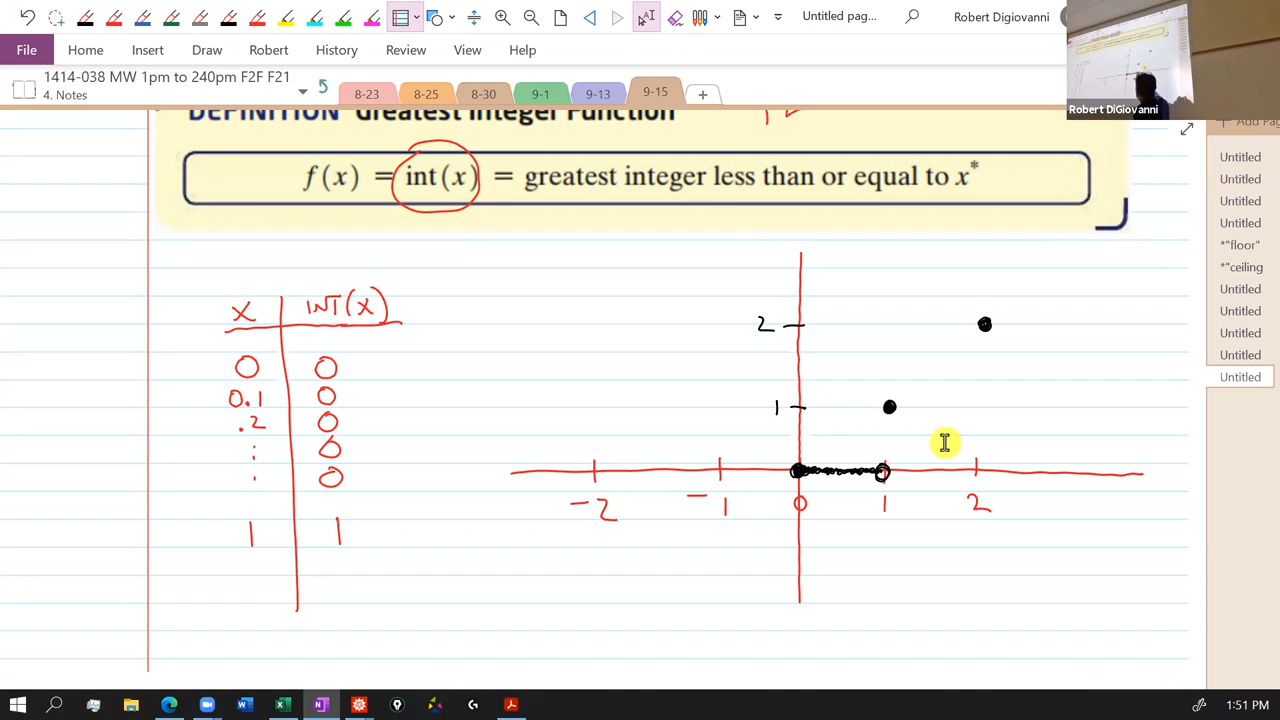 Untitled pag...
Robert Digiovanni
File
Home
Insert
Draw
Robert
History
Review
View
Help
1414-038 MW 1pm to 240pm F2F F21
4. Notes
8-23
8-25
8-30
9-1
9-13
9-15
Robert DiGiovanni
Add Pag
DEFINITION Greatest Integer Function
f(x) = int(x) = greatest integer less than or equal to x*
Untitled
Untitled
Untitled
Untitled
*"floor"
*"ceiling
Untitled
Untitled
Untitled
Untitled
Untitled
X INT(X)
0 0
0.1 0
.2 0
: 0
. 0
1 1
2
1
-2 -1 0 1 2
1:51 PM